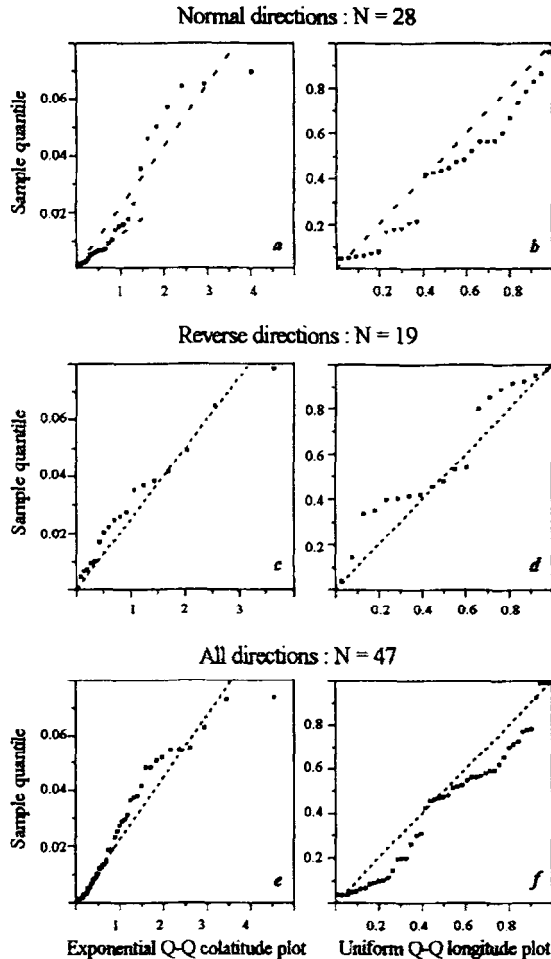 Normal directions : N = 28
Sample quantile
0.06
0.04
0.02
1 2 3 4
a
0.8
0.6
0.4
0.2
0.2 0.4 0.6 0.8
b
Reverse directions : N = 19
Sample quantile
0.06
0.04
0.02
1 2 3
c
0.8
0.6
0.4
0.2
0.2 0.4 0.6 0.8
d
All directions : N = 47
Sample quantile
0.06
0.04
0.02
1 2 3 4
e
0.8
0.6
0.4
0.2
0.2 0.4 0.6 0.8
f
Exponential Q-Q colatitude plot
Uniform Q-Q longitude plot